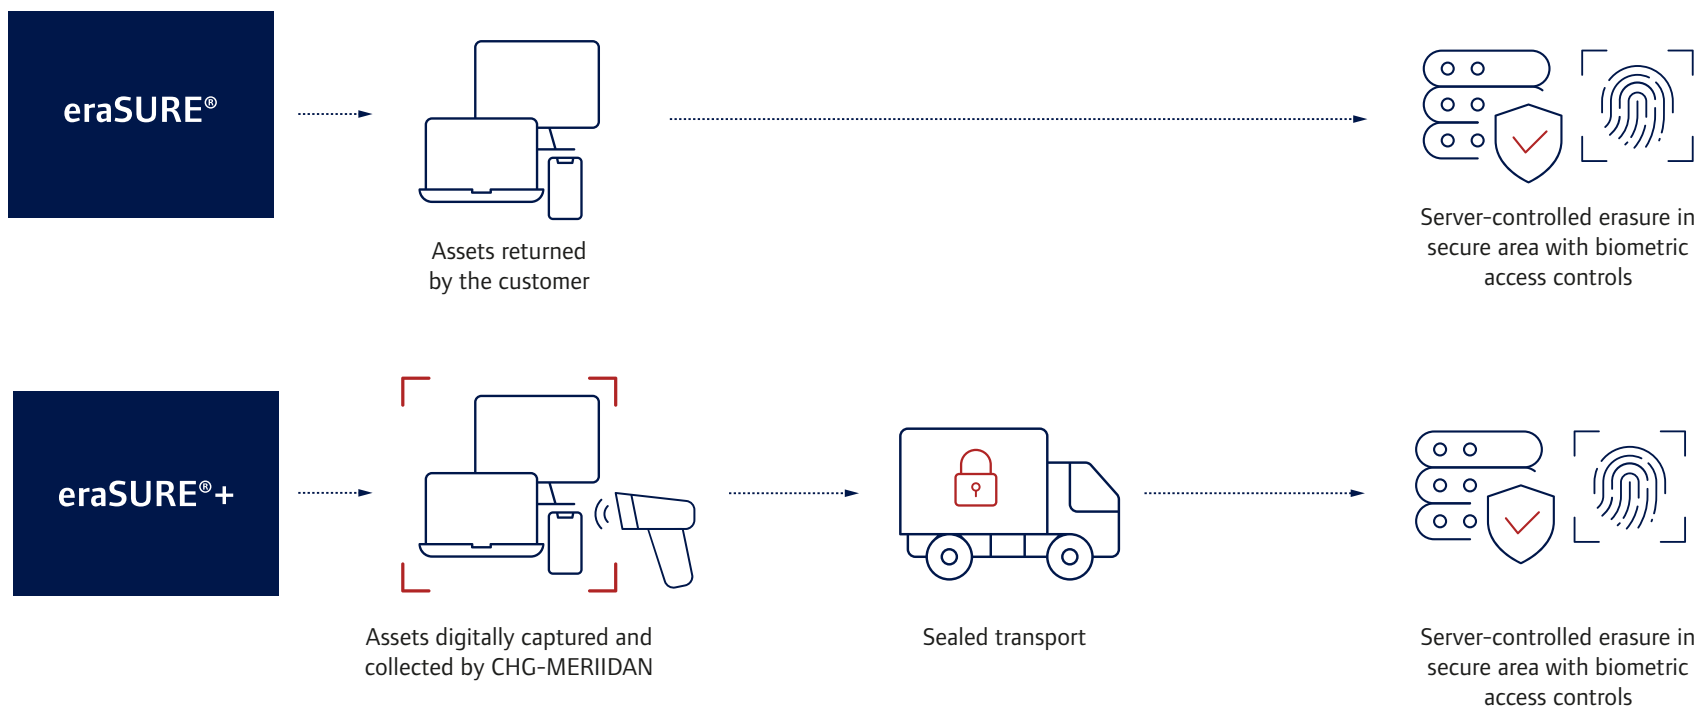 eraSURE®
Assets returned
by the customer
Server-controlled erasure in
secure area with biometric
access controls
eraSURE®+
Assets digitally captured and
collected by CHG-MERIIDAN
Sealed transport
Server-controlled erasure in
secure area with biometric
access controls